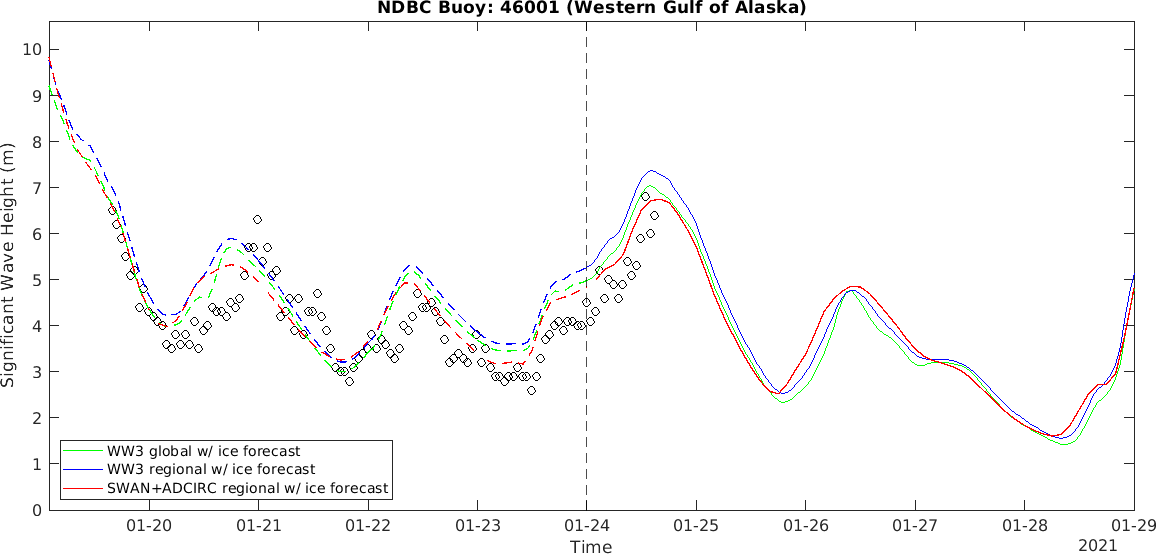 NDBC Buoy: 46001 (Western Gulf of Alaska)
Significant Wave Height (m)
10
9
8
7
6
5
4
3
2
1
0
WW3 global w/ ice forecast
WW3 regional w/ ice forecast
SWAN+ADCIRC regional w/ ice forecast
01-20 01-21 01-22 01-23 01-24 01-25 01-26 01-27 01-28 01-29
Time
2021